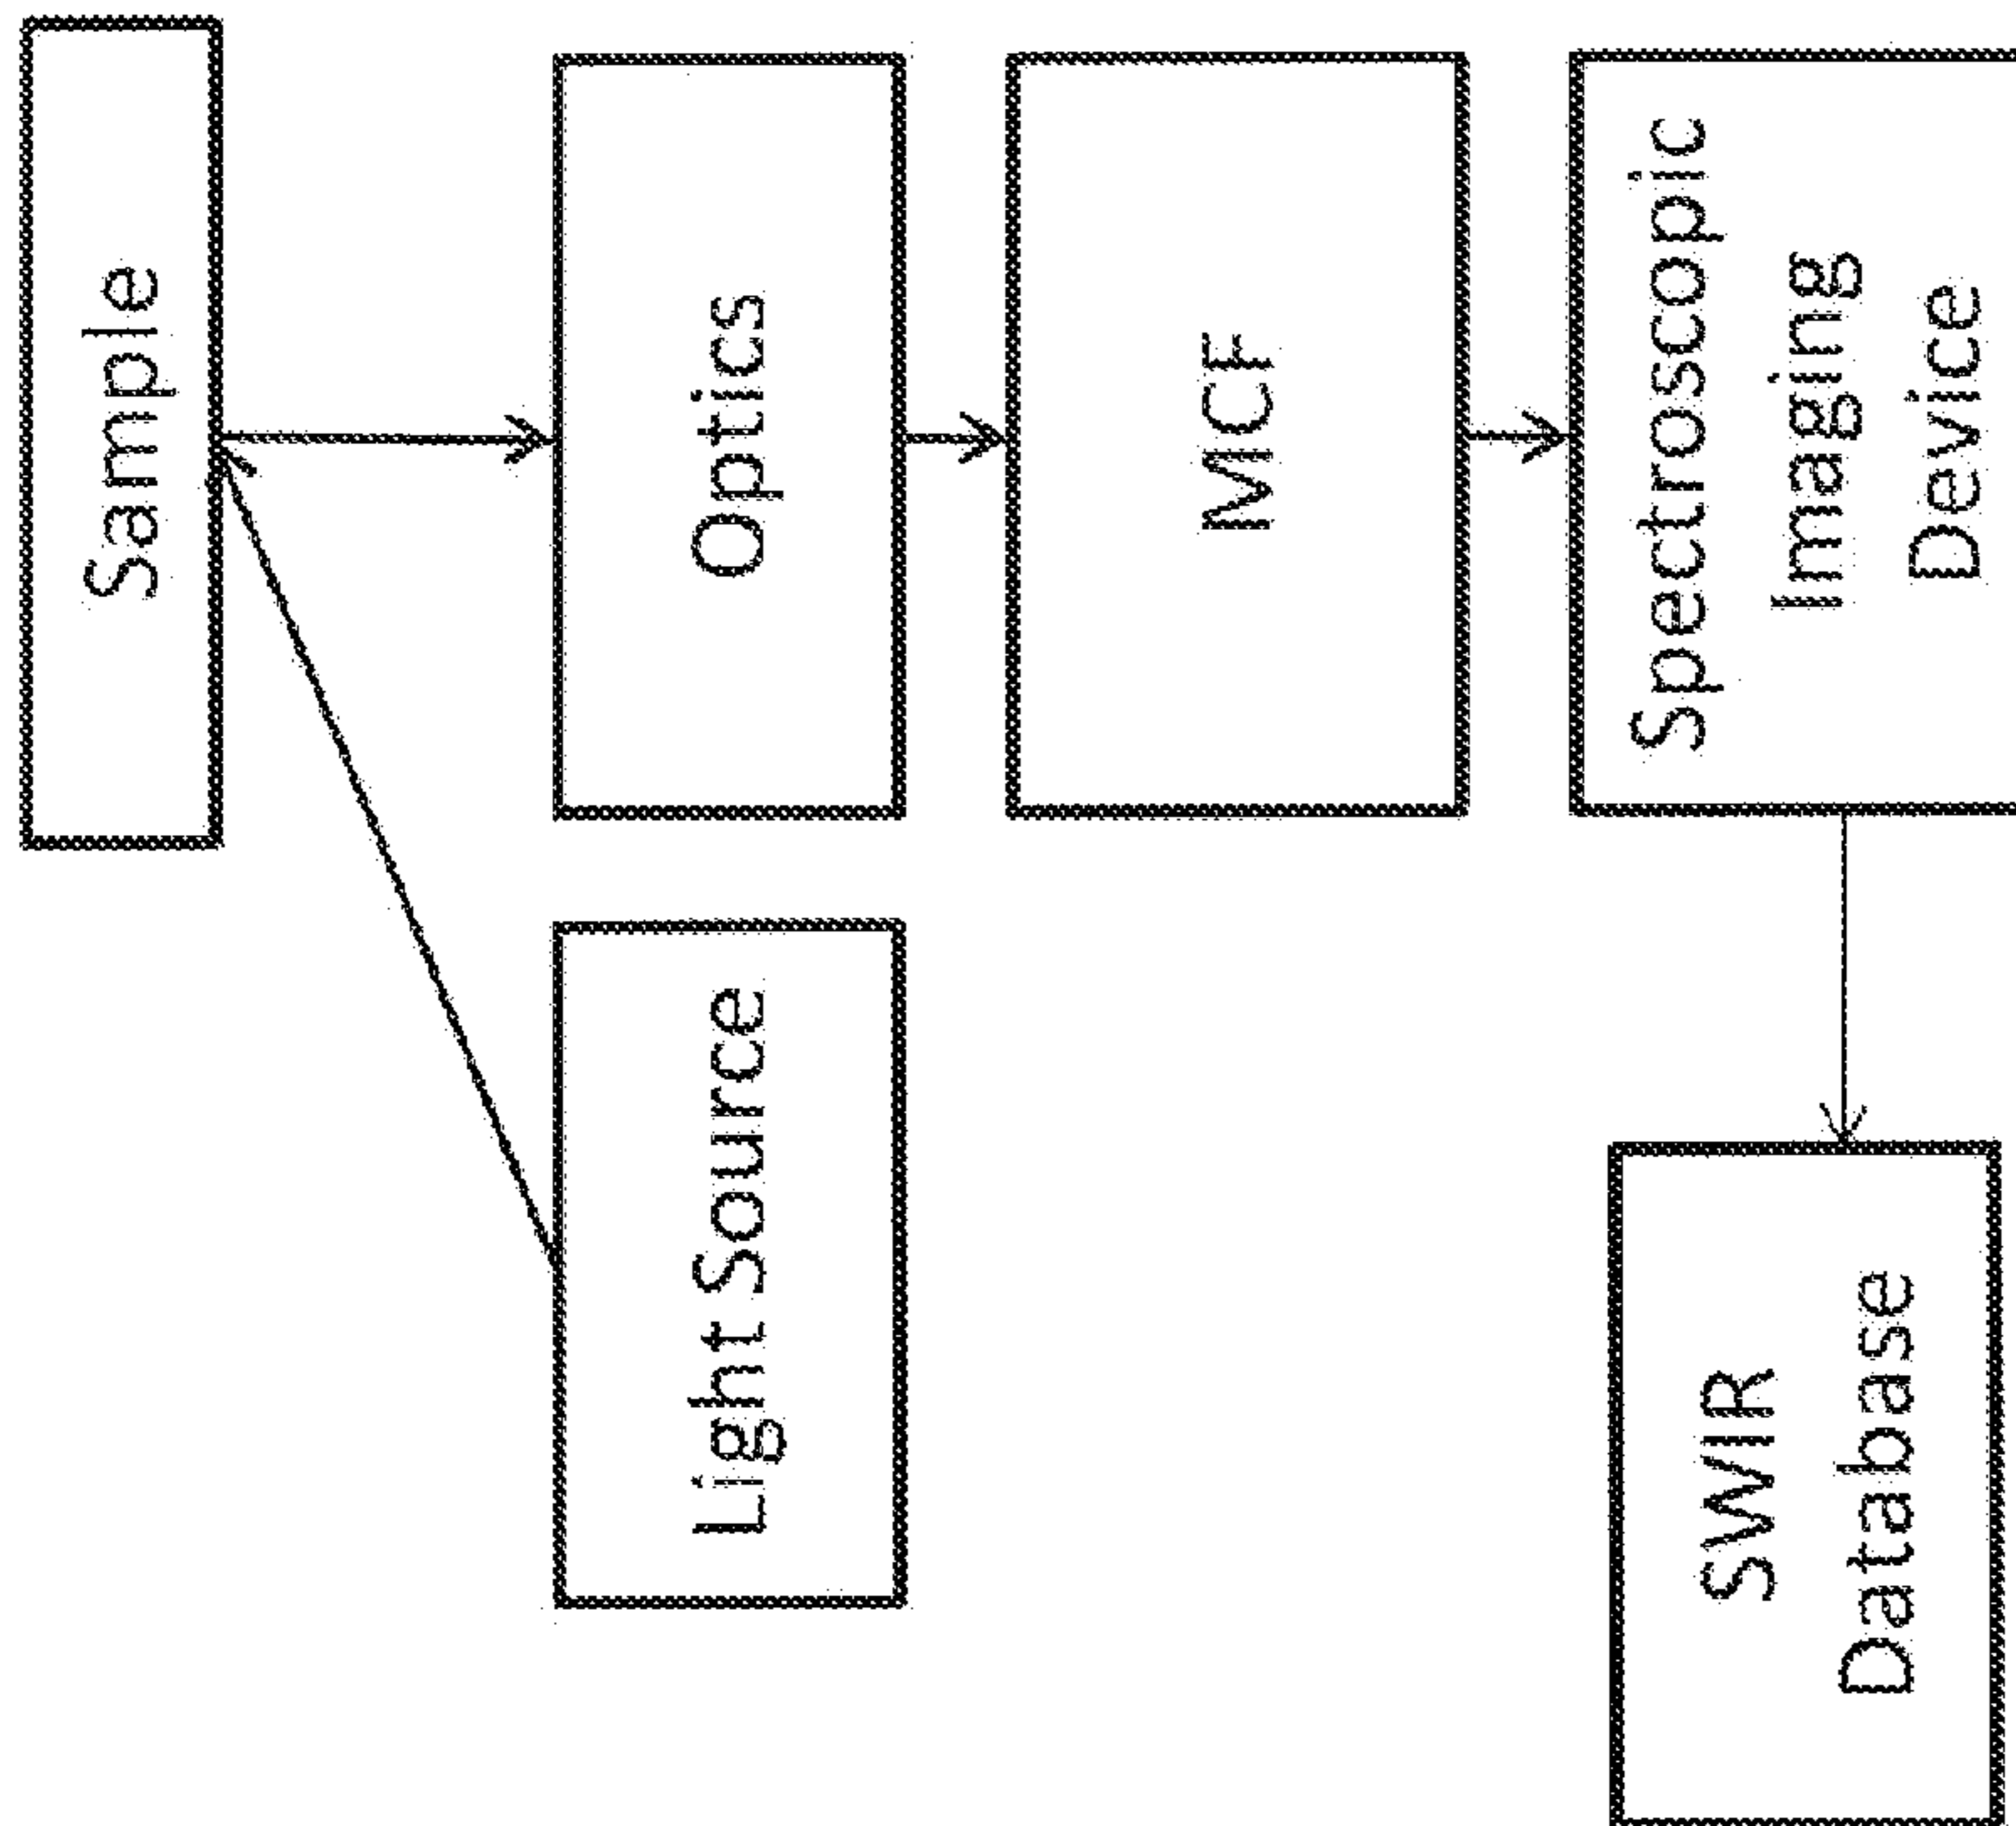 Sample
Optics
MCF
Spectroscopic
Imaging
Device
Light Source
SWIR
Database